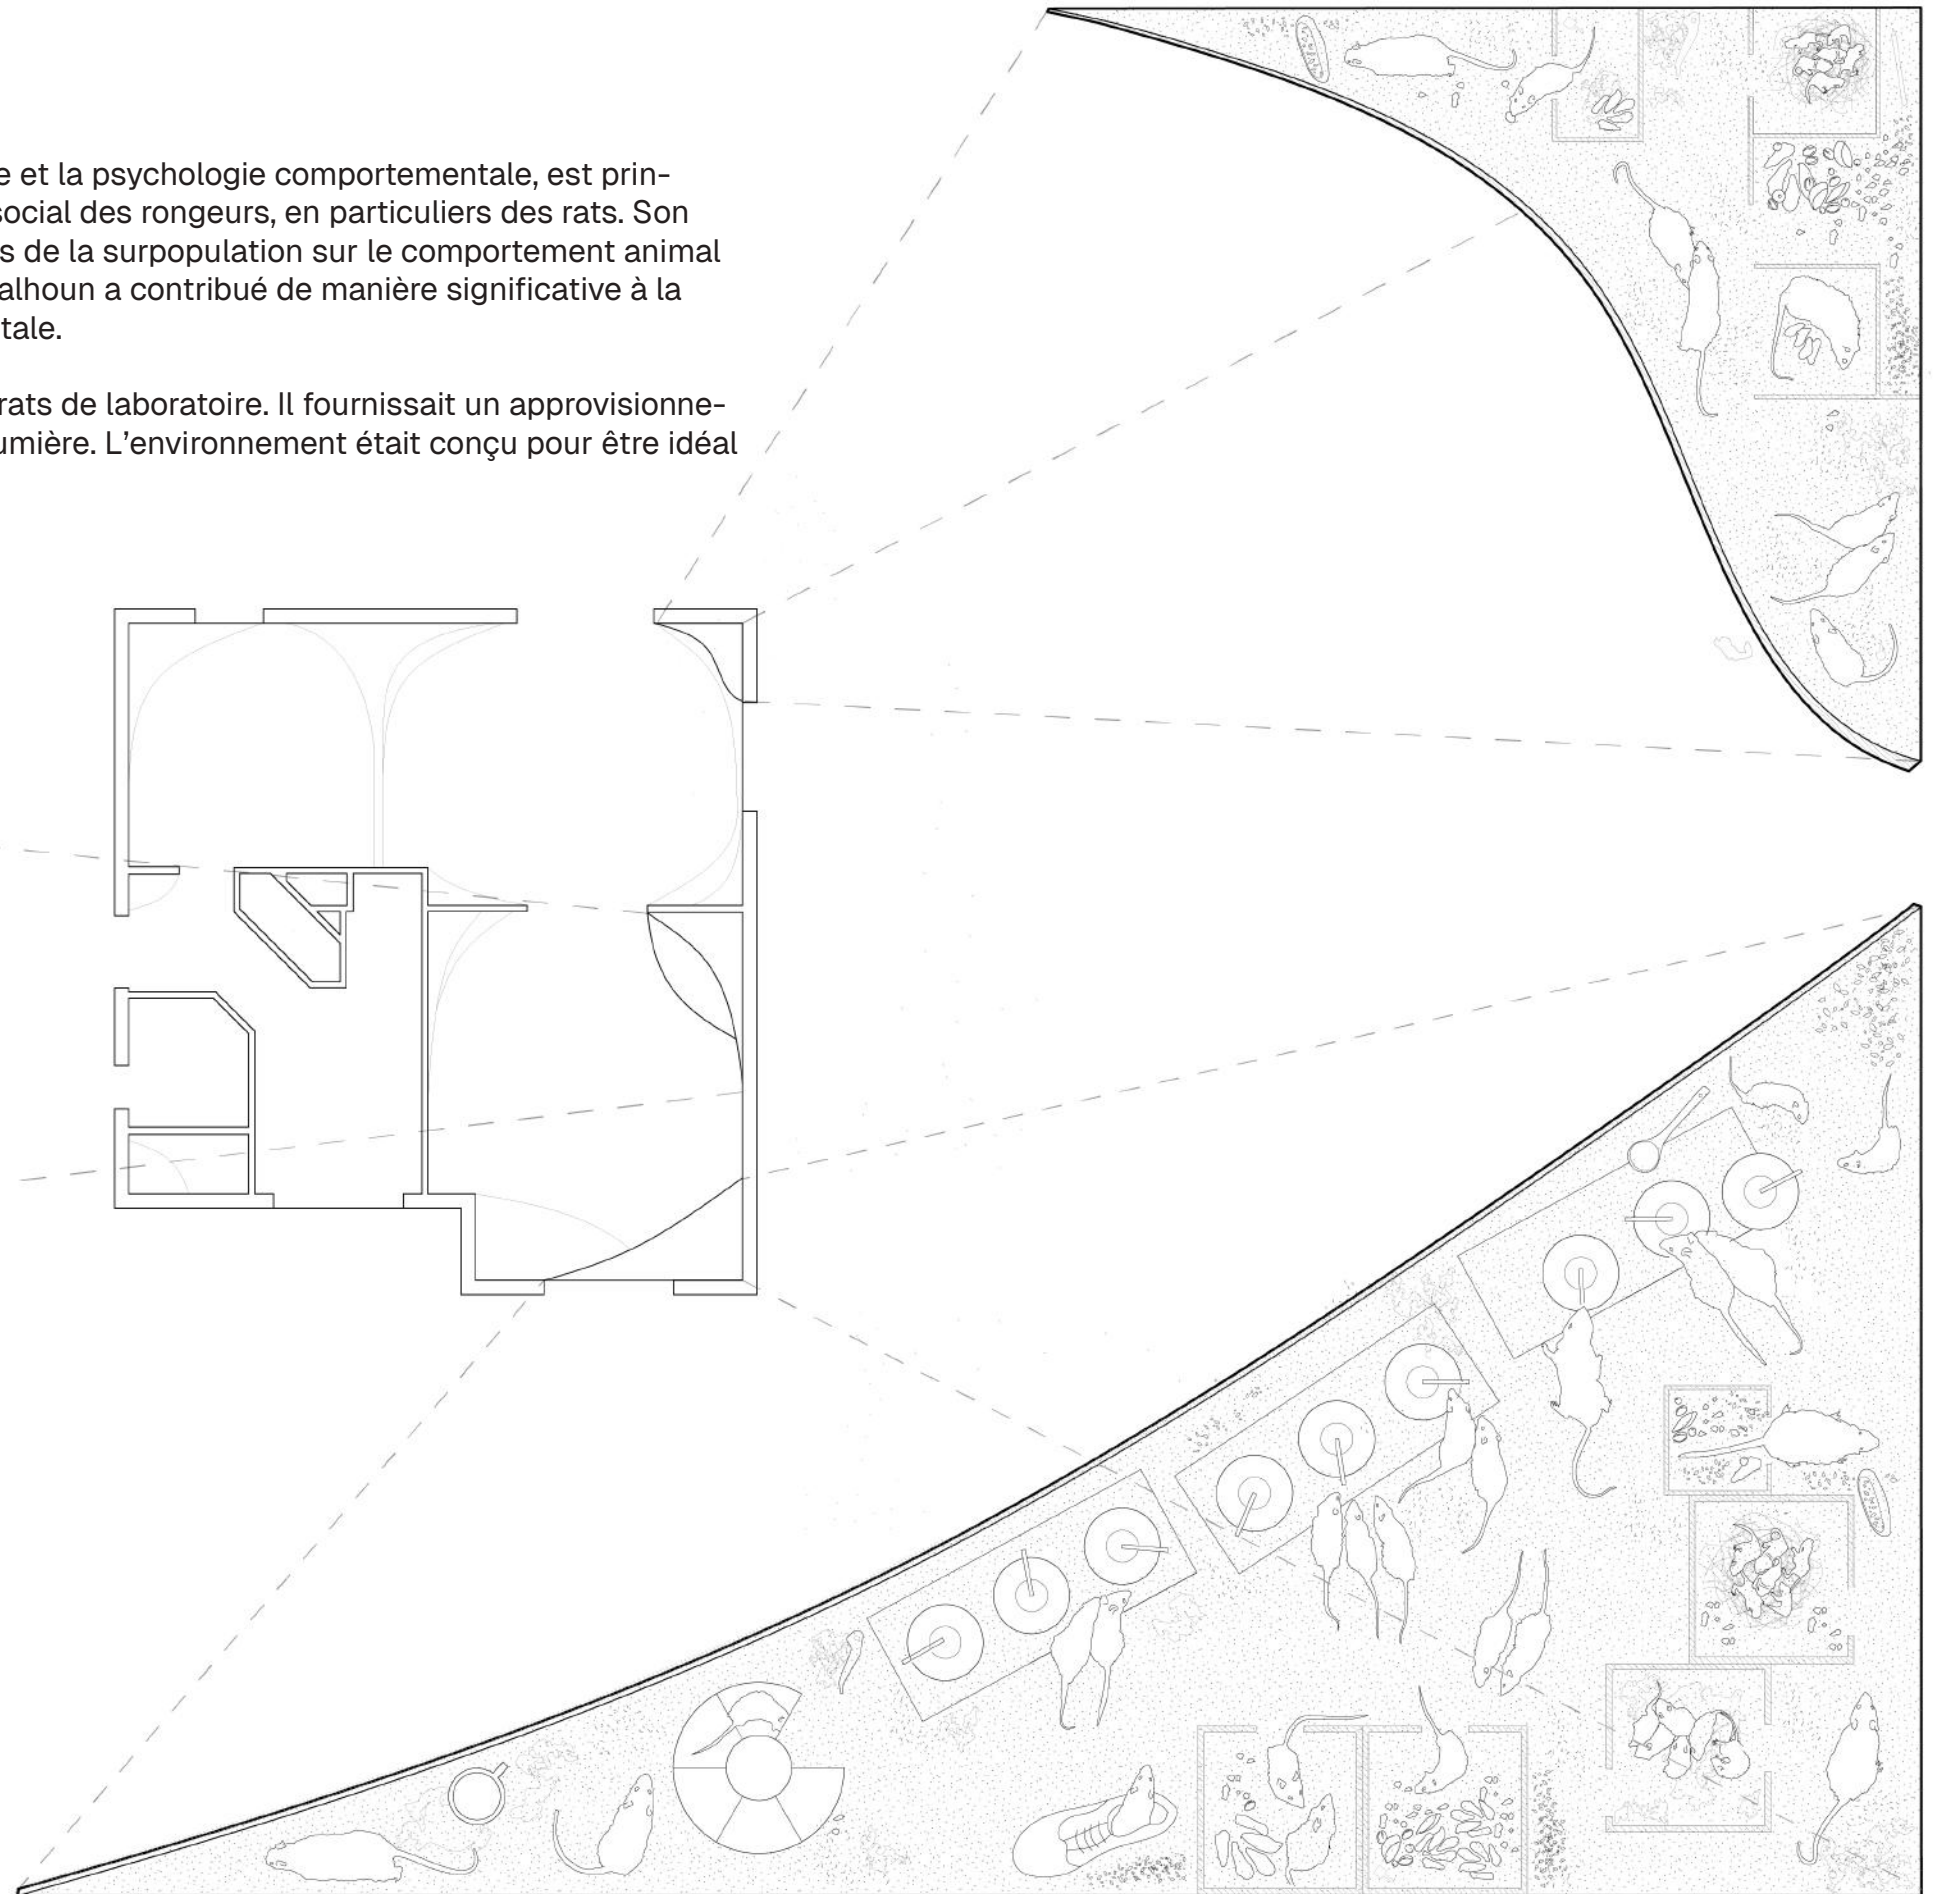 e et la psychologie comportementale, est prin-
social des rongeurs, en particuliers des rats. Son
s de la surpopulation sur le comportement animal
alhoun a contribué de manière significative à la
tale.
rats de laboratoire. Il fournissait un approvisionne-
umière. L’environnement était conçu pour être idéal